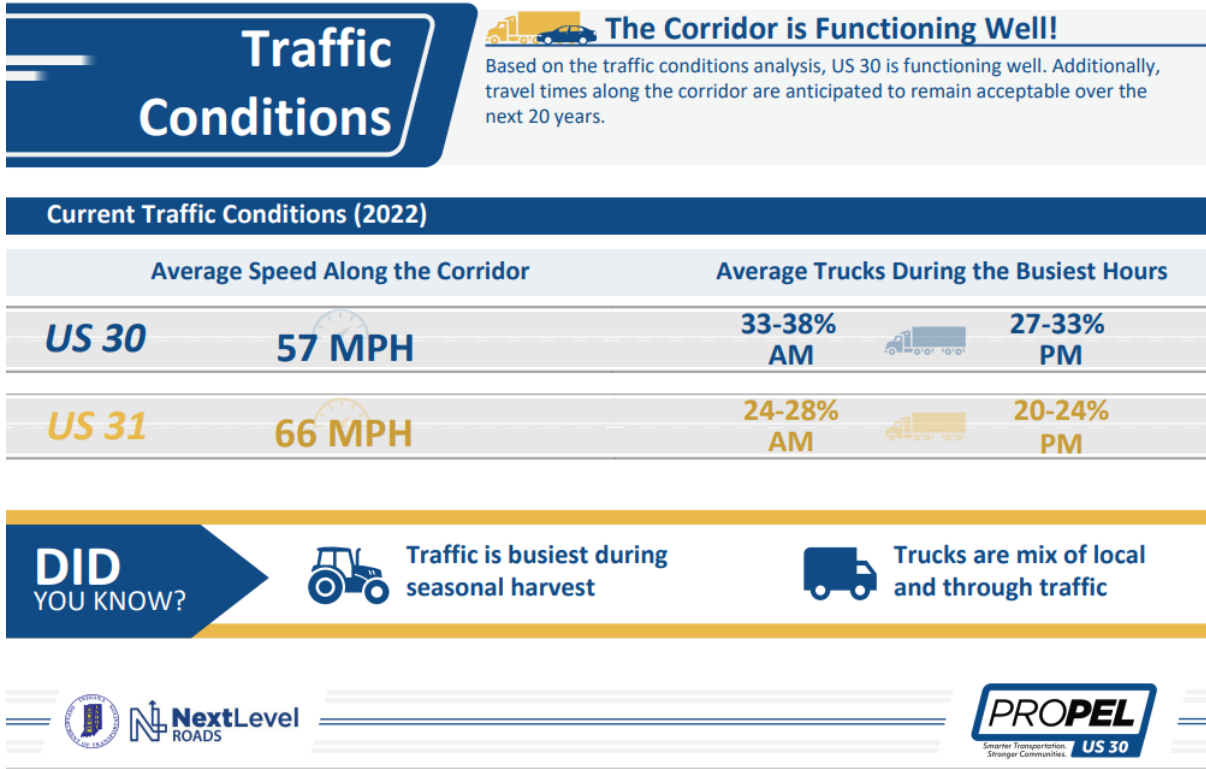 Traffic
Conditions
The Corridor is Functioning Well!
Based on the traffic conditions analysis, US 30 is functioning well. Additionally,
travel times along the corridor are anticipated to remain acceptable over the
next 20 years.
Current Traffic Conditions (2022)
Average Speed Along the Corridor
Average Trucks During the Busiest Hours
US 30
57 MPH
33-38%
AM
27-33%
PM
US 31
66 MPH
24-28%
AM
20-24%
PM
DID
YOU KNOW?
Traffic is busiest during
seasonal harvest
Trucks are mix of local
and through traffic
INDIANA
DEPARTMENT OF TRANSPORTATION
NextLevel
ROADS
PROPEL
Smarter Transportation.
Stronger Communities.
US 30